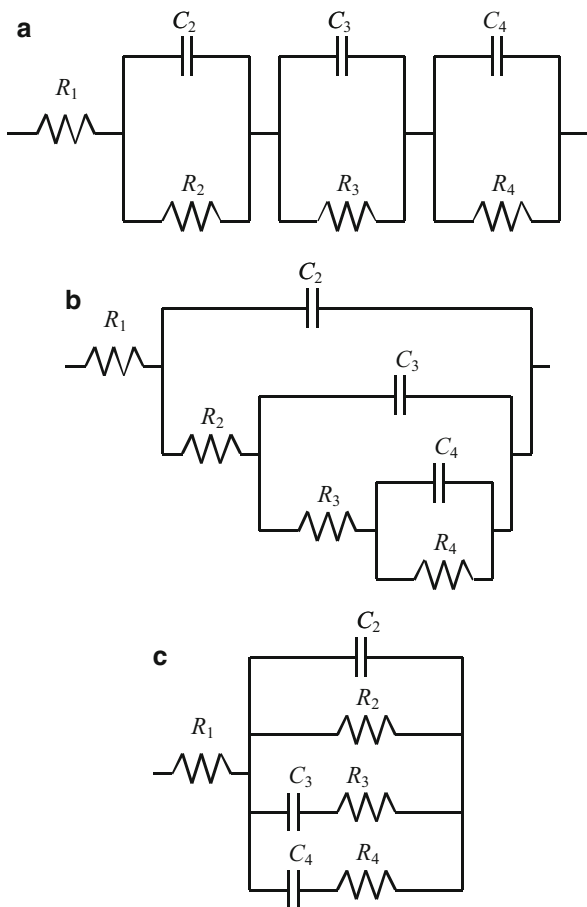 a
C₂ C₃ C₄
R₁
R₂ R₃ R₄
b
C₂
R₁
C₃
R₂
C₄
R₃
R₄
c
C₂
R₂
R₁
C₃ R₃
C₄ R₄